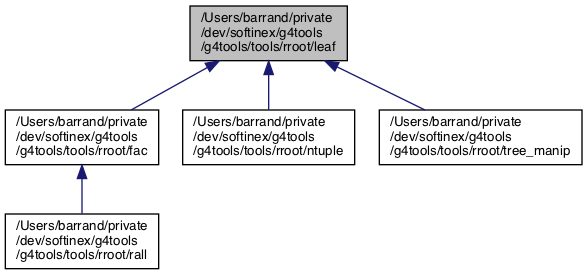 /Users/barrand/private
/dev/softinex/g4tools
/g4tools/tools/rroot/leaf
/Users/barrand/private
/dev/softinex/g4tools
/g4tools/tools/rroot/fac
/Users/barrand/private
/dev/softinex/g4tools
/g4tools/tools/rroot/ntuple
/Users/barrand/private
/dev/softinex/g4tools
/g4tools/tools/rroot/tree_manip
/Users/barrand/private
/dev/softinex/g4tools
/g4tools/tools/rroot/rall